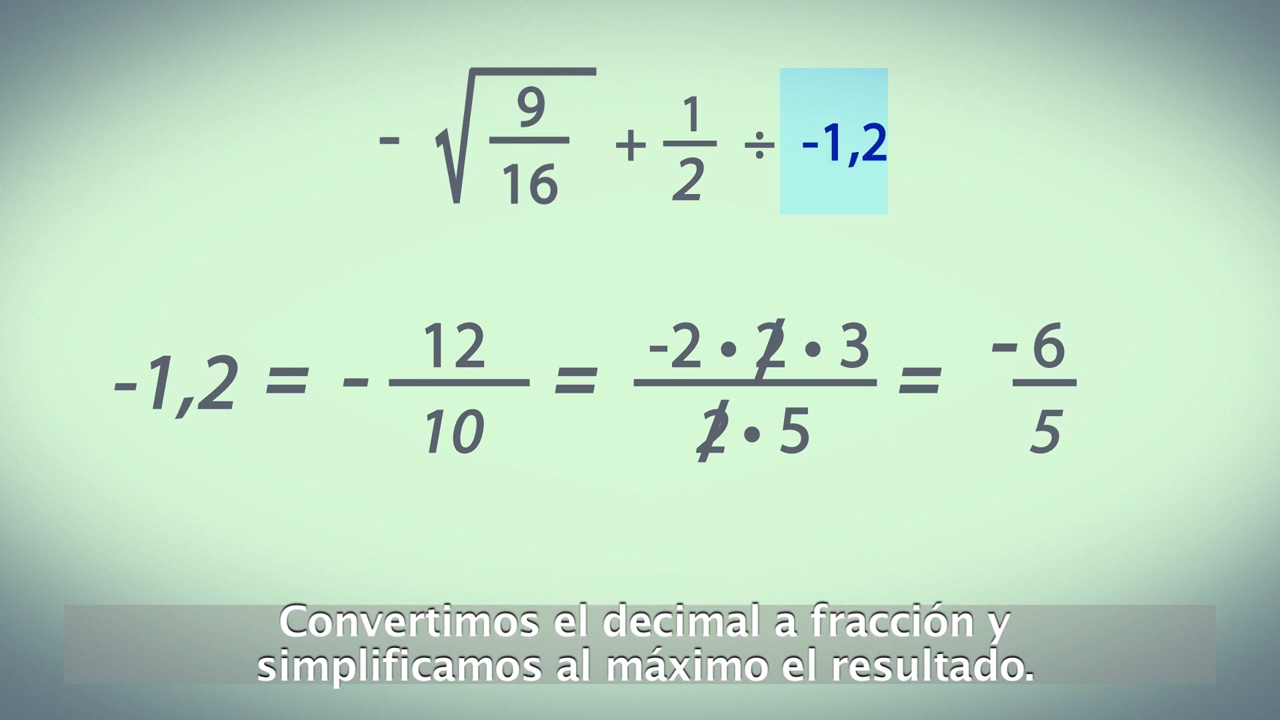 - √(9/16) + 1/2 ÷ -1,2
-1,2 = - 12/10 = (-2 • 2 • 3)/(2 • 5) = - 6/5
Convertimos el decimal a fracción y
simplificamos al máximo el resultado.